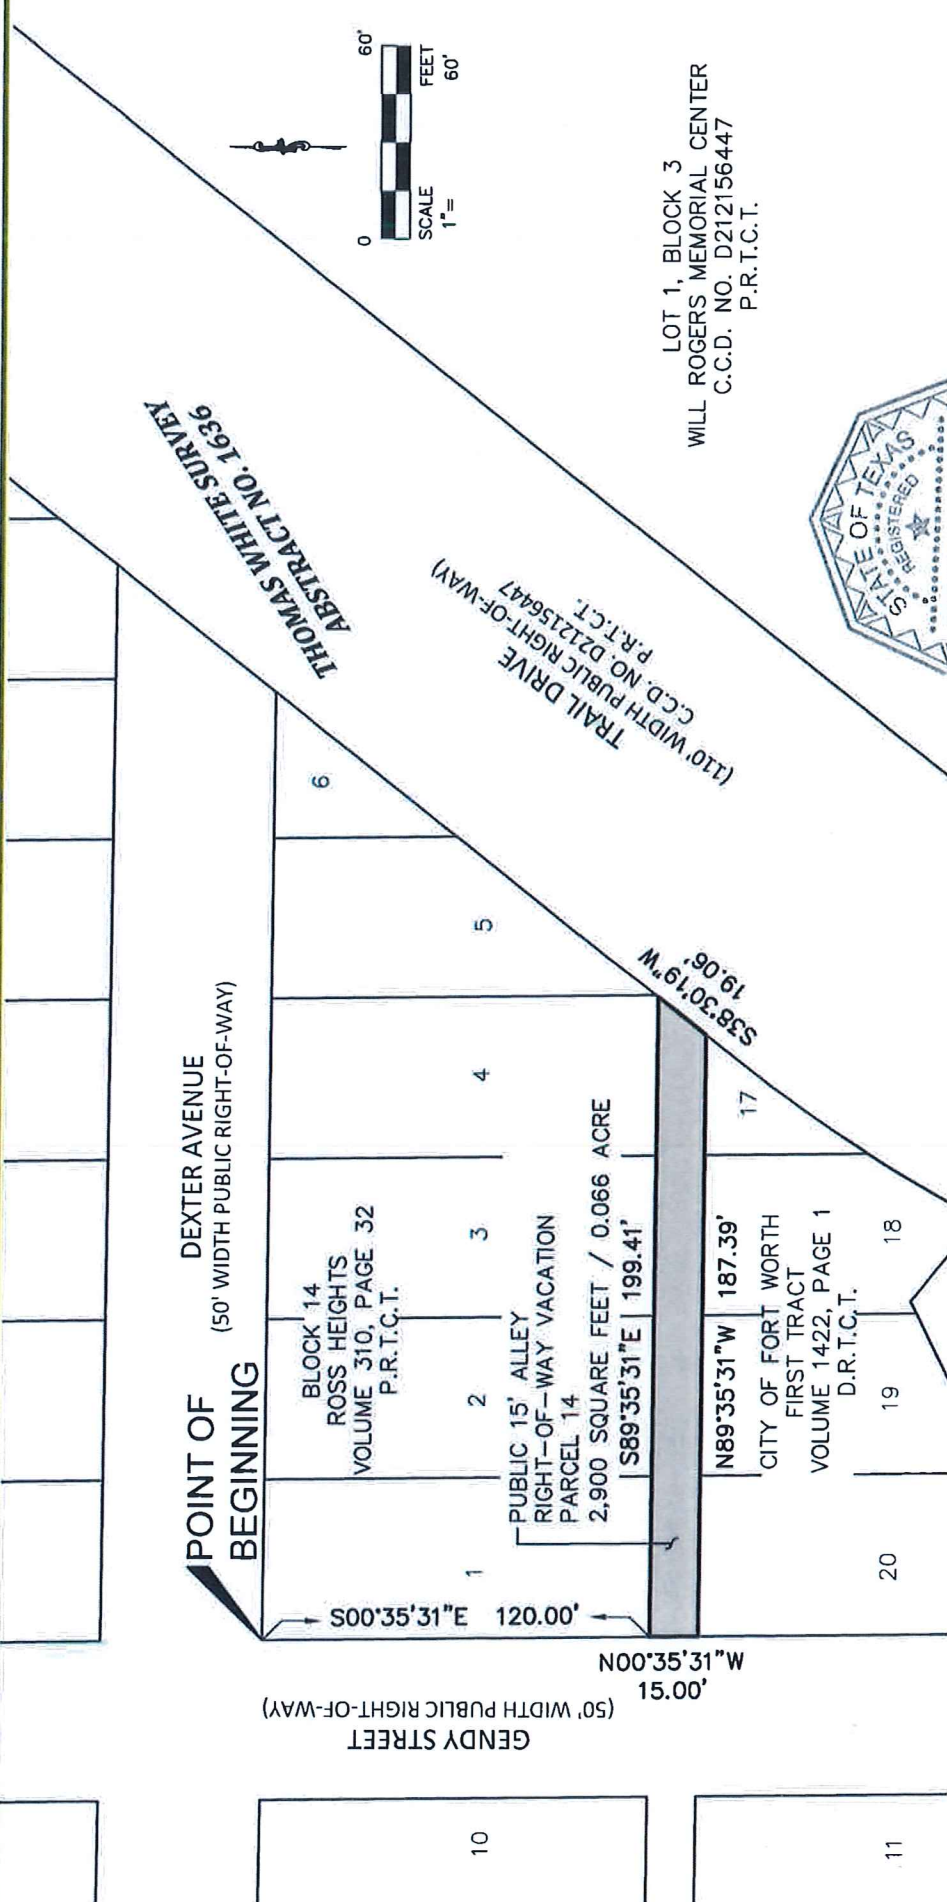 DEXTER AVENUE
(50' WIDTH PUBLIC RIGHT-OF-WAY)
POINT OF
BEGINNING
BLOCK 14
ROSS HEIGHTS
VOLUME 310, PAGE 32
P.R.T.C.T.
1
2
3
4
5
6
PUBLIC 15' ALLEY
RIGHT-OF-WAY VACATION
PARCEL 14
2,900 SQUARE FEET / 0.066 ACRE
S89°35'31"E 199.41'
N89°35'31"W 187.39'
S00°35'31"E 120.00'
N00°35'31"W
15.00'
S38°30'19"W
19.06'
CITY OF FORT WORTH
FIRST TRACT
VOLUME 1422, PAGE 1
D.R.T.C.T.
20
19
18
17
GENDY STREET
(50' WIDTH PUBLIC RIGHT-OF-WAY)
10
11
THOMAS WHITE SURVEY
ABSTRACT NO. 1636
TRAIL DRIVE
(110' WIDTH PUBLIC RIGHT-OF-WAY)
C.C.D. NO. D212156447
P.R.T.C.T.
0
60'
SCALE
FEET
1"=
60'
LOT 1, BLOCK 3
WILL ROGERS MEMORIAL CENTER
C.C.D. NO. D212156447
P.R.T.C.T.
STATE OF TEXAS
REGISTERED